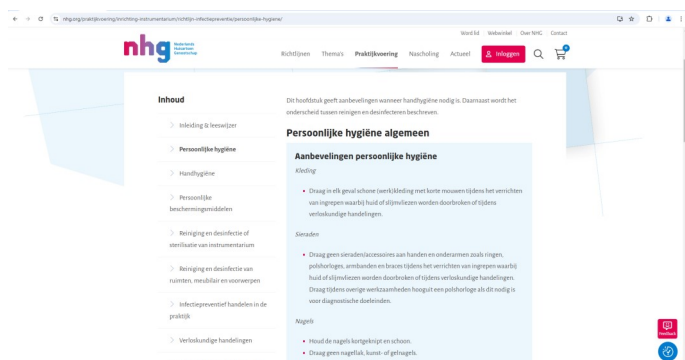 nhg.org/praktijkvoering/inrichting-instrumentarium/richtlijn-infectiepreventie/persoonlijke-hygiene/
Word lid Webwinkel Over NHG Contact
nhg Nederlands Huisartsen Genootschap
Richtlijnen Thema's Praktijkvoering Nascholing Actueel Inloggen
Inhoud
Inleiding & leeswijzer
Persoonlijke hygiëne
Handhygiëne
Persoonlijke
beschermingsmiddelen
Reiniging en desinfectie of
sterilisatie van instrumentarium
Reiniging en desinfectie van
ruimten, meubilair en voorwerpen
Infectiepreventief handelen in de
praktijk
Verloskundige handelingen
Dit hoofdstuk geeft aanbevelingen wanneer handhygiëne nodig is. Daarnaast wordt het
onderscheid tussen reinigen en desinfecteren beschreven.
Persoonlijke hygiëne algemeen
Aanbevelingen persoonlijke hygiëne
Kleding
Draag in elk geval schone (werk)kleding met korte mouwen tijdens het verrichten
van ingrepen waarbij huid of slijmvliezen worden doorbroken of tijdens
verloskundige handelingen.
Sieraden
Draag geen sieraden/accessoires aan handen en onderarmen zoals ringen,
polshorloges, armbanden en braces tijdens het verrichten van ingrepen waarbij
huid of slijmvliezen worden doorbroken of tijdens verloskundige handelingen.
Draag tijdens overige werkzaamheden hooguit een polshorloge als dit nodig is
voor diagnostische doeleinden.
Nagels
Houd de nagels kortgeknipt en schoon.
Draag geen nagellak, kunst- of gelnagels.
Feedback